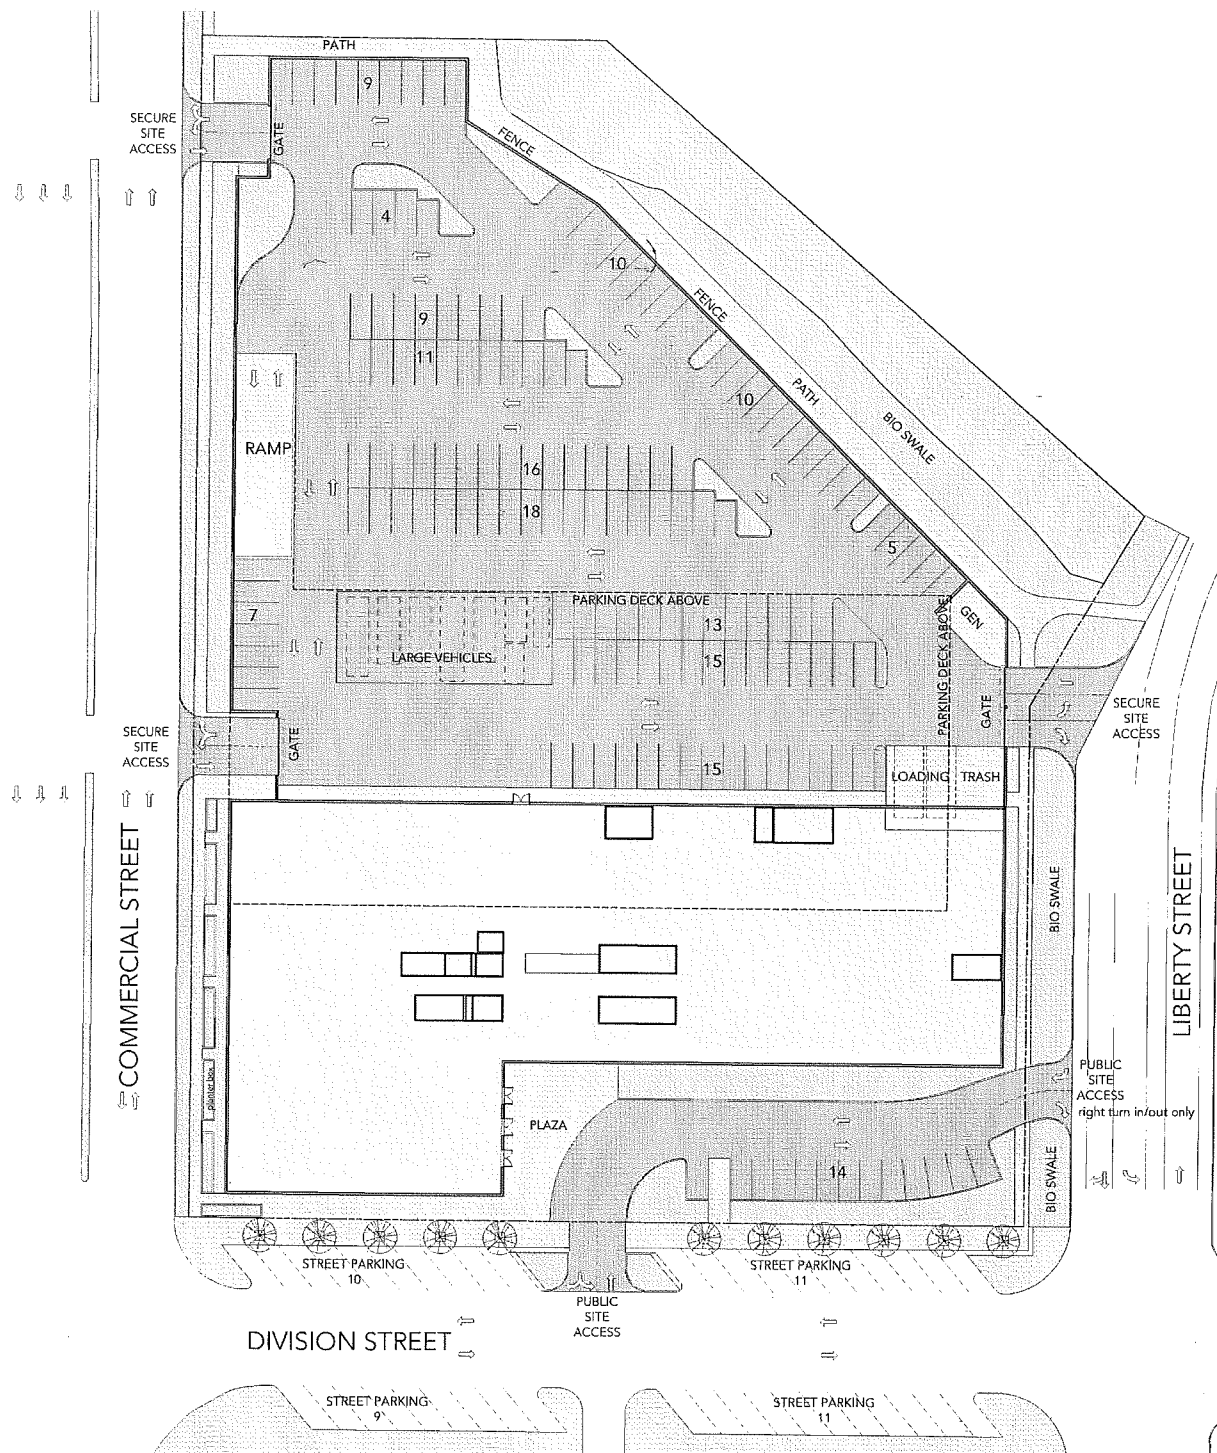 PATH
9
SECURE
SITE
ACCESS
GATE
FENCE
4
10
FENCE
9
11
10
PATH
BIO SWALE
RAMP
16
18
5
PARKING DECK ABOVE
7
13
GEN
LARGE VEHICLES
15
PARKING DECK ABOVE
GATE
SECURE
SITE
ACCESS
SECURE
SITE
ACCESS
GATE
15
LOADING
TRASH
COMMERCIAL STREET
BIO SWALE
LIBERTY STREET
planter box
PUBLIC
SITE
ACCESS
right turn in/out only
PLAZA
14
BIO SWALE
STREET PARKING
10
STREET PARKING
11
PUBLIC
SITE
ACCESS
DIVISION STREET
STREET PARKING
9
STREET PARKING
11